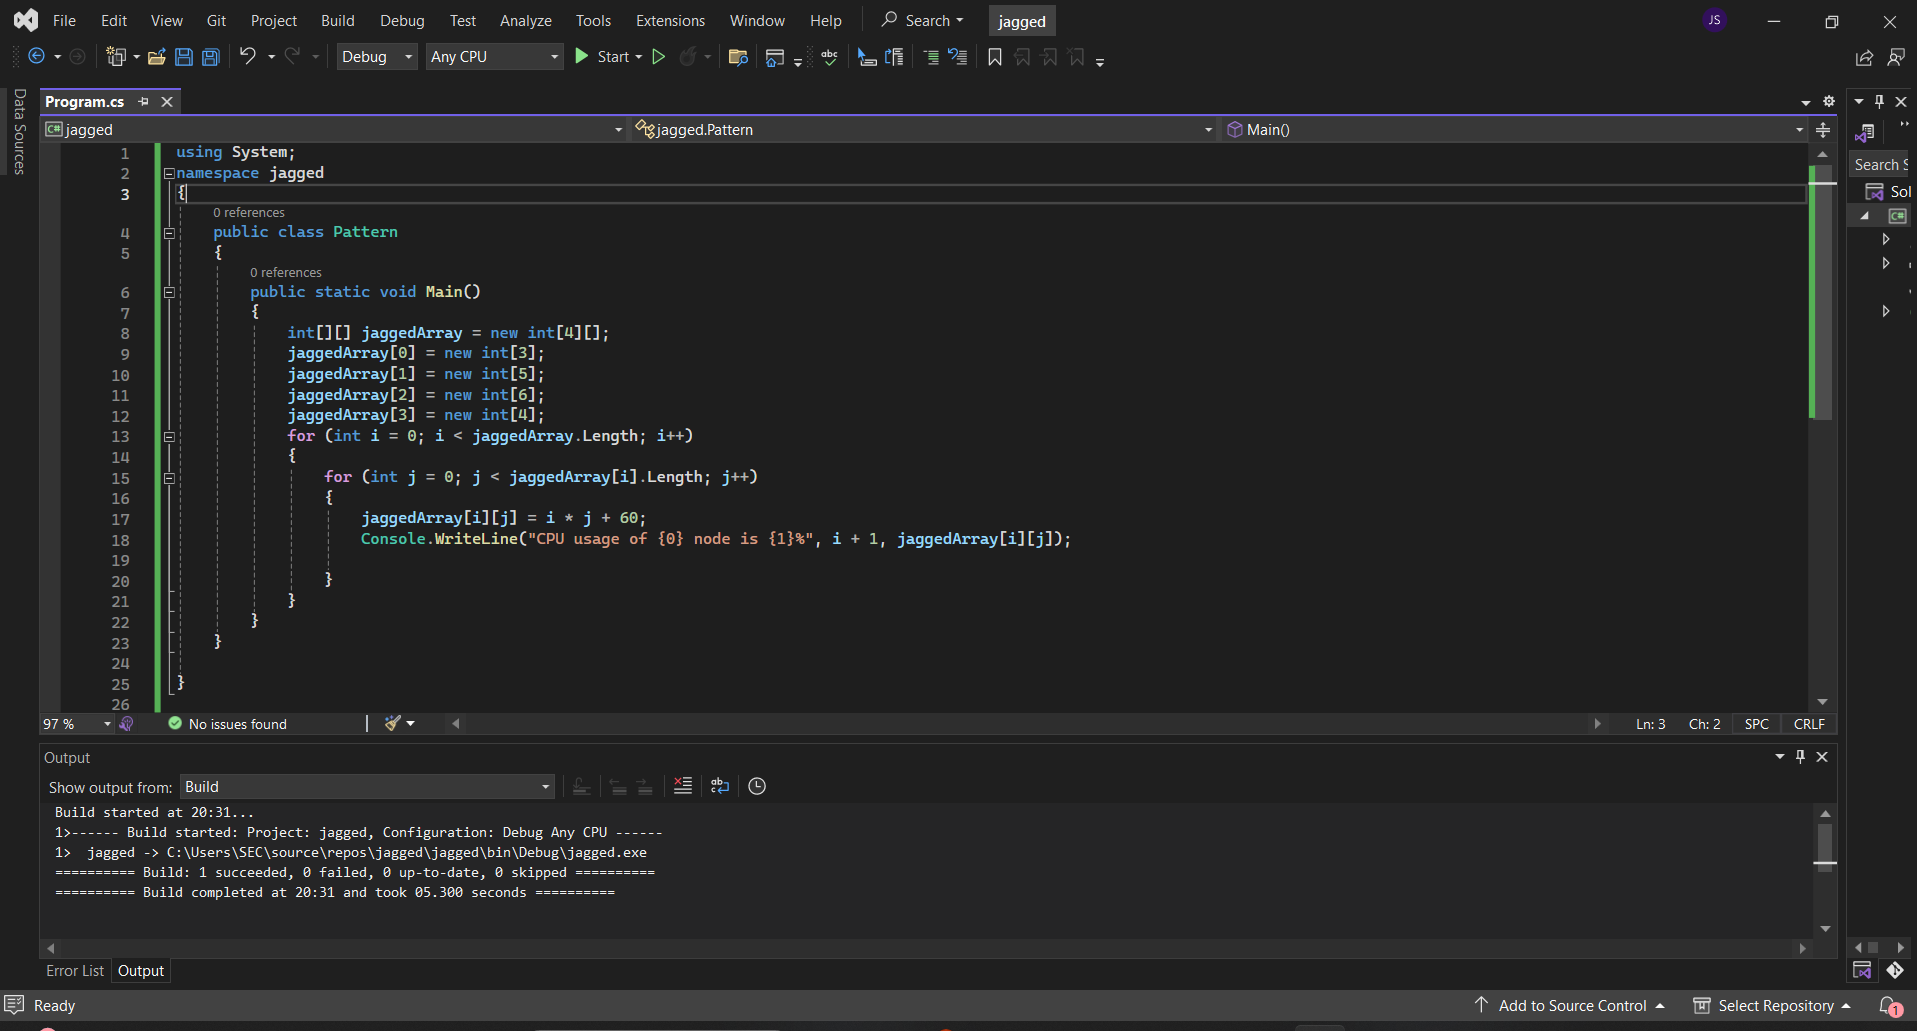 File Edit View Git Project Build Debug Test Analyze Tools Extensions Window Help Search jagged JS
Debug Any CPU Start abc
Data Sources
Program.cs
C# jagged jagged.Pattern Main()
Search S
Sol
C#
1 using System;
2 namespace jagged
3 {
0 references
4 public class Pattern
5 {
0 references
6 public static void Main()
7 {
8 int[][] jaggedArray = new int[4][];
9 jaggedArray[0] = new int[3];
10 jaggedArray[1] = new int[5];
11 jaggedArray[2] = new int[6];
12 jaggedArray[3] = new int[4];
13 for (int i = 0; i < jaggedArray.Length; i++)
14 {
15 for (int j = 0; j < jaggedArray[i].Length; j++)
16 {
17 jaggedArray[i][j] = i * j + 60;
18 Console.WriteLine("CPU usage of {0} node is {1}%", i + 1, jaggedArray[i][j]);
19
20 }
21 }
22 }
23 }
24
25 }
26
97 % No issues found Ln: 3 Ch: 2 SPC CRLF
Output
Show output from: Build
Build started at 20:31...
1>------ Build started: Project: jagged, Configuration: Debug Any CPU ------
1>  jagged -> C:\Users\SEC\source\repos\jagged\jagged\bin\Debug\jagged.exe
========== Build: 1 succeeded, 0 failed, 0 up-to-date, 0 skipped ==========
========== Build completed at 20:31 and took 05.300 seconds ==========
Error List Output
Ready Add to Source Control Select Repository 1